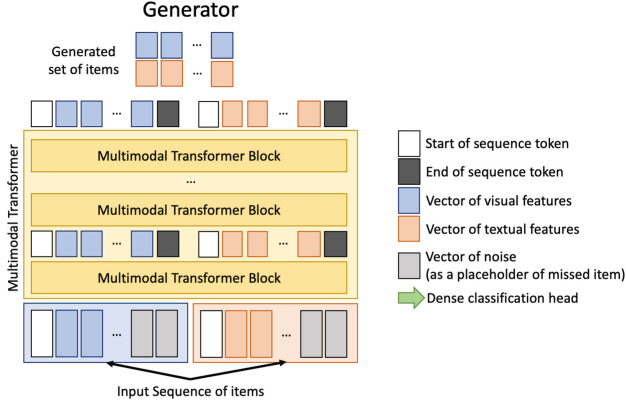 Generator
Generated
set of items
...
...
...
...
Multimodal Transformer
Multimodal Transformer Block
...
Multimodal Transformer Block
...
...
Multimodal Transformer Block
...
...
Input Sequence of items
Start of sequence token
End of sequence token
Vector of visual features
Vector of textual features
Vector of noise
(as a placeholder of missed item)
Dense classification head